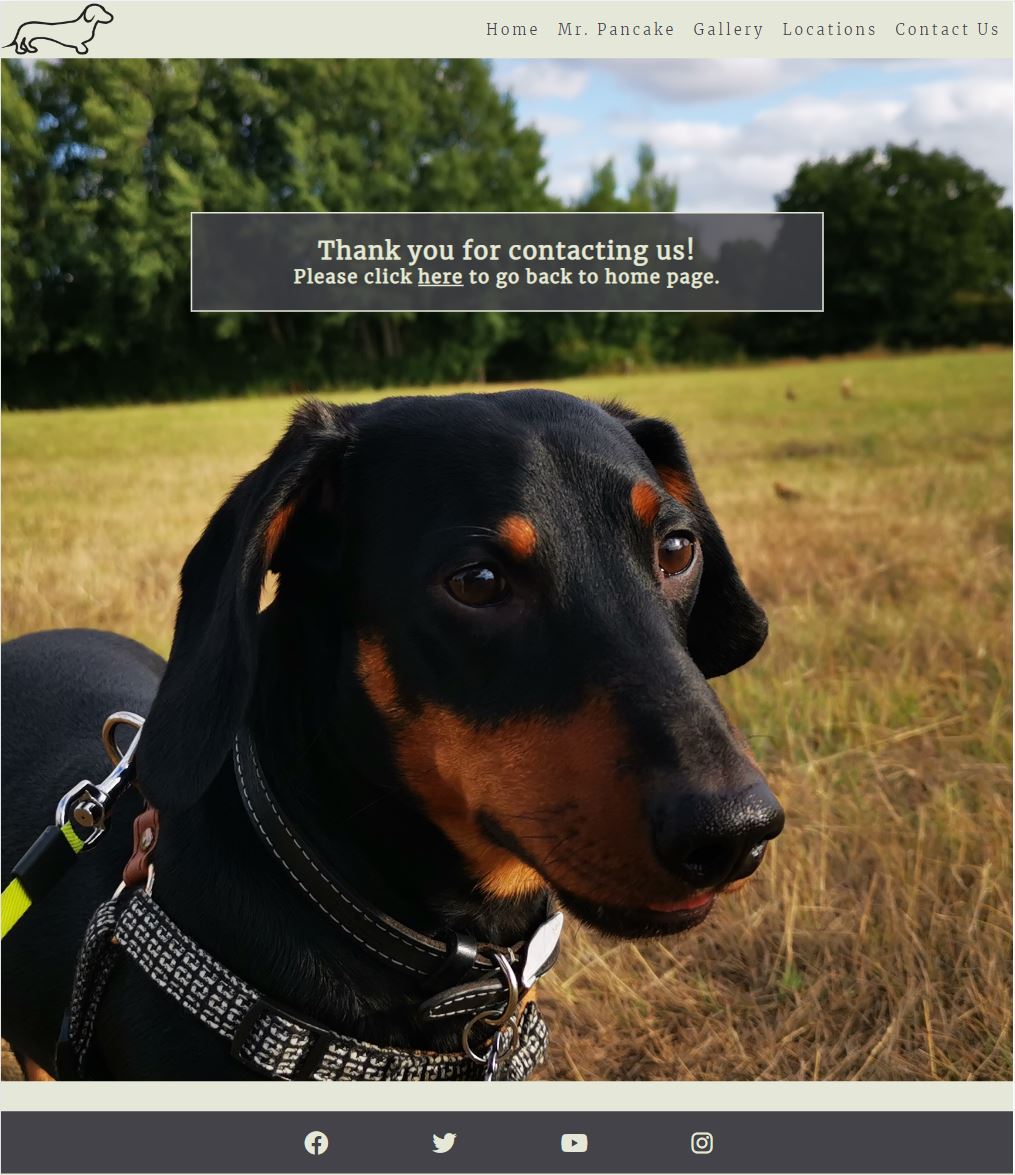 Home Mr. Pancake Gallery Locations Contact Us
Thank you for contacting us!
Please click here to go back to home page.